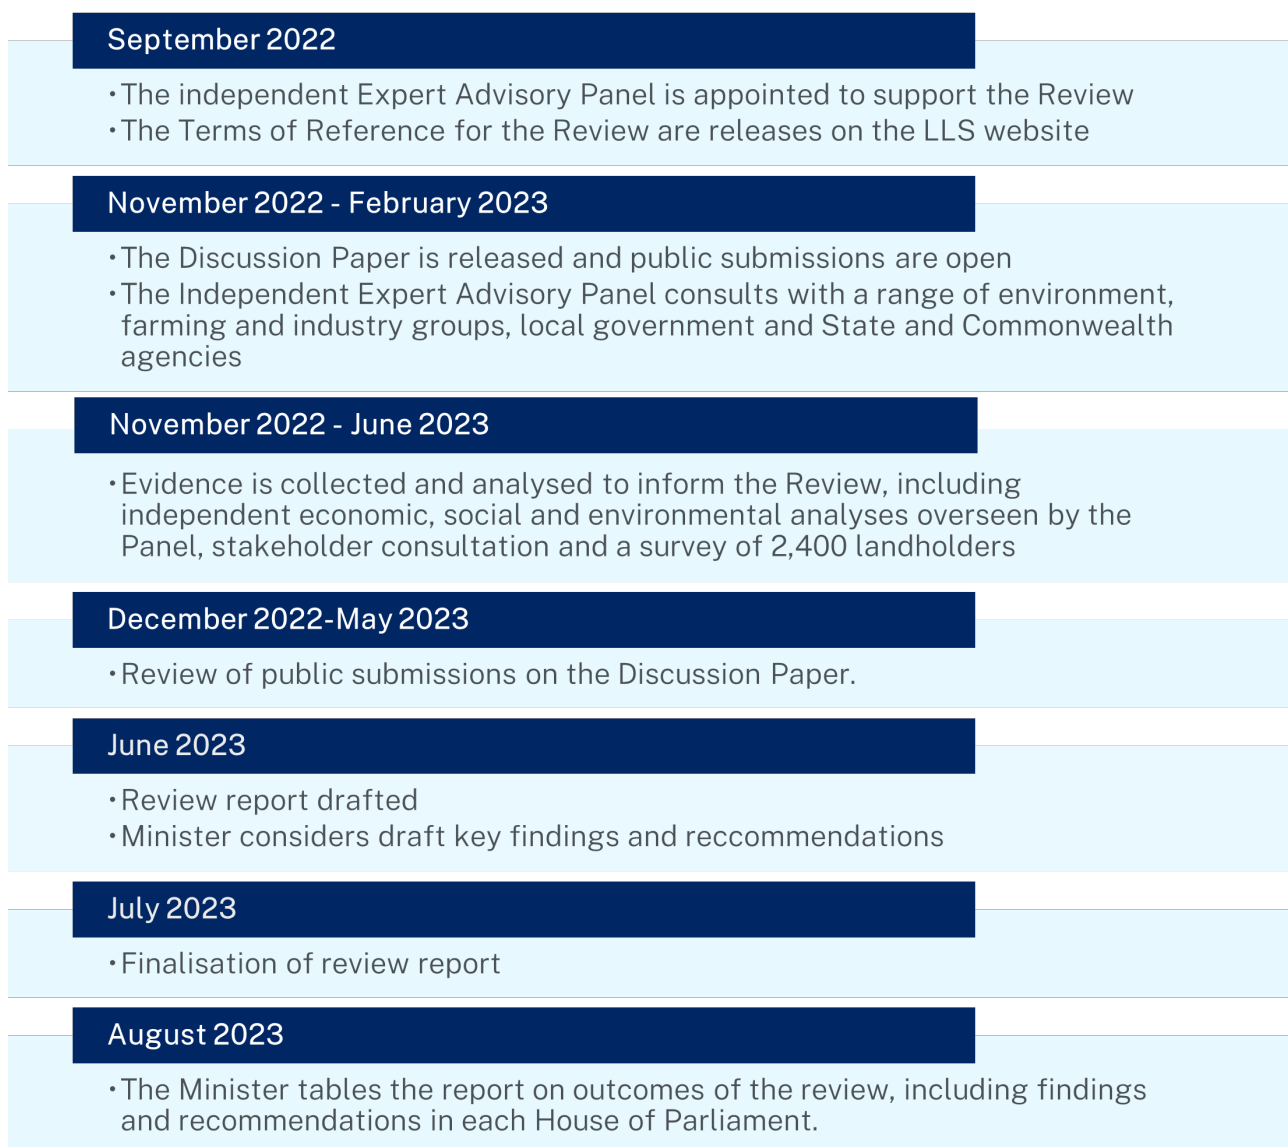 September 2022
•The independent Expert Advisory Panel is appointed to support the Review
•The Terms of Reference for the Review are releases on the LLS website
November 2022 - February 2023
•The Discussion Paper is released and public submissions are open
•The Independent Expert Advisory Panel consults with a range of environment,
farming and industry groups, local government and State and Commonwealth
agencies
November 2022 - June 2023
•Evidence is collected and analysed to inform the Review, including
independent economic, social and environmental analyses overseen by the
Panel, stakeholder consultation and a survey of 2,400 landholders
December 2022-May 2023
•Review of public submissions on the Discussion Paper.
June 2023
•Review report drafted
•Minister considers draft key findings and reccommendations
July 2023
•Finalisation of review report
August 2023
•The Minister tables the report on outcomes of the review, including findings
and recommendations in each House of Parliament.